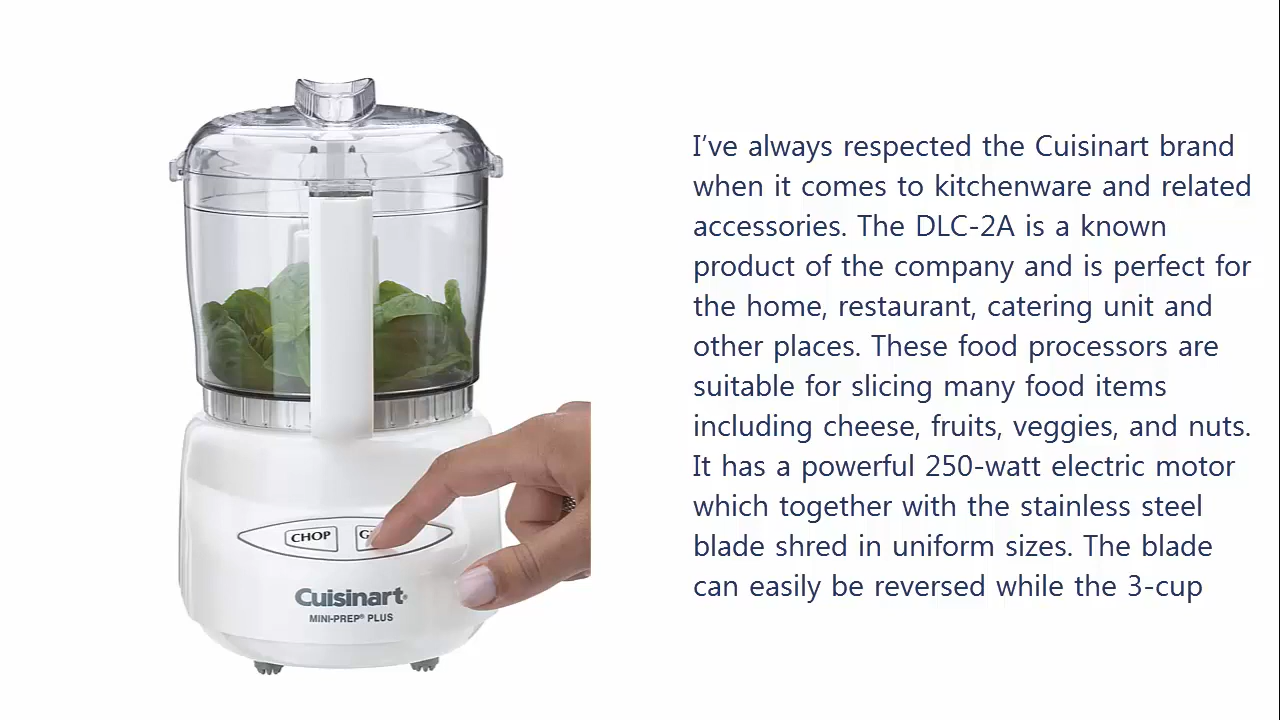 I've always respected the Cuisinart brand
when it comes to kitchenware and related
accessories. The DLC-2A is a known
product of the company and is perfect for
the home, restaurant, catering unit and
other places. These food processors are
suitable for slicing many food items
including cheese, fruits, veggies, and nuts.
It has a powerful 250-watt electric motor
which together with the stainless steel
blade shred in uniform sizes. The blade
can easily be reversed while the 3-cup
CHOP
Cuisinart®
MINI-PREP® PLUS